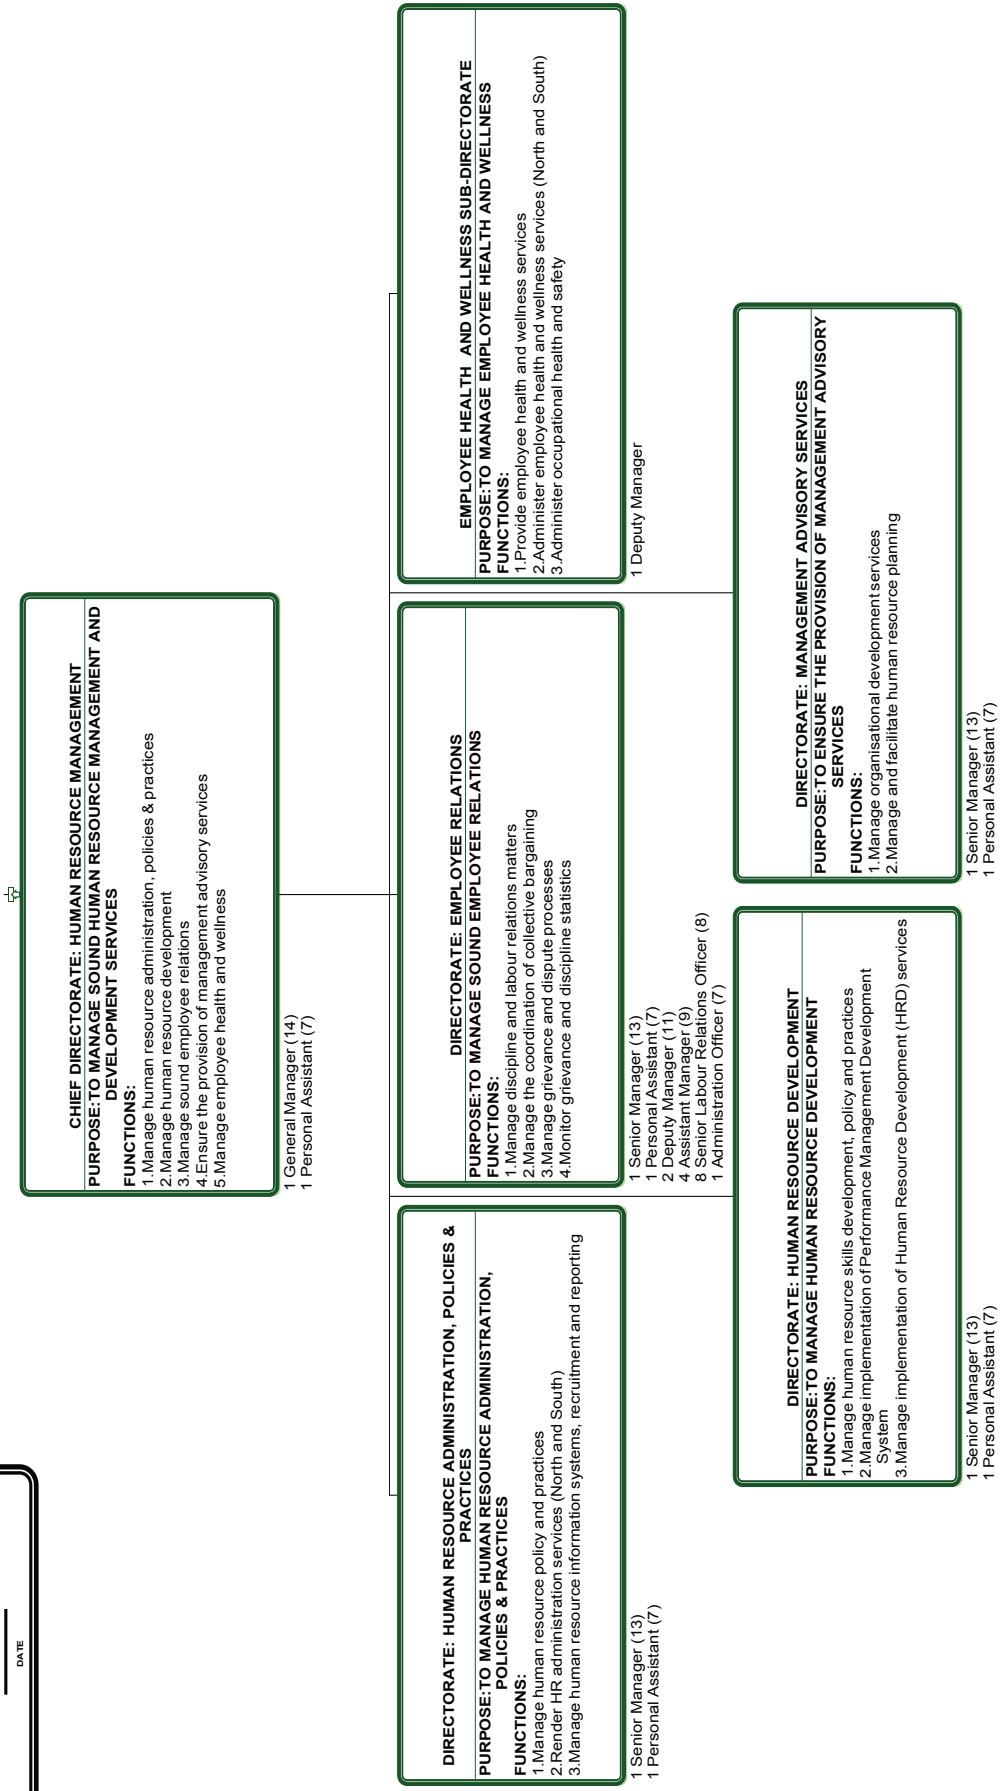 DATE
CHIEF DIRECTORATE: HUMAN RESOURCE MANAGEMENT
PURPOSE:TO MANAGE SOUND HUMAN RESOURCE MANAGEMENT AND
DEVELOPMENT SERVICES
FUNCTIONS:
1.Manage human resource administration, policies & practices
2.Manage human resource development
3.Manage sound employee relations
4.Ensure the provision of management advisory services
5.Manage employee health and wellness
1 General Manager (14)
1 Personal Assistant (7)
DIRECTORATE: HUMAN RESOURCE ADMINISTRATION, POLICIES &
PRACTICES
PURPOSE:TO MANAGE HUMAN RESOURCE ADMINISTRATION,
POLICIES & PRACTICES
FUNCTIONS:
1.Manage human resource policy and practices
2.Render HR administration services (North and South)
3.Manage human resource information systems, recruitment and reporting
1 Senior Manager (13)
1 Personal Assistant (7)
DIRECTORATE: EMPLOYEE RELATIONS
PURPOSE:TO MANAGE SOUND EMPLOYEE RELATIONS
FUNCTIONS:
1.Manage discipline and labour relations matters
2.Manage the coordination of collective bargaining
3.Manage grievance and dispute processes
4.Monitor grievance and discipline statistics
1 Senior Manager (13)
1 Personal Assistant (7)
2 Deputy Manager (11)
4 Assistant Manager (9)
8 Senior Labour Relations Officer (8)
1 Administration Officer (7)
EMPLOYEE HEALTH AND WELLNESS SUB-DIRECTORATE
PURPOSE:TO MANAGE EMPLOYEE HEALTH AND WELLNESS
FUNCTIONS:
1.Provide employee health and wellness services
2.Administer employee health and wellness services (North and South)
3.Administer occupational health and safety
1 Deputy Manager
DIRECTORATE: HUMAN RESOURCE DEVELOPMENT
PURPOSE:TO MANAGE HUMAN RESOURCE DEVELOPMENT
FUNCTIONS:
1.Manage human resource skills development, policy and practices
2.Manage implementation of Performance Management Development
System
3.Manage implementation of Human Resource Development (HRD) services
1 Senior Manager (13)
1 Personal Assistant (7)
DIRECTORATE: MANAGEMENT ADVISORY SERVICES
PURPOSE:TO ENSURE THE PROVISION OF MANAGEMENT ADVISORY
SERVICES
FUNCTIONS:
1.Manage organisational development services
2.Manage and facilitate human resource planning
1 Senior Manager (13)
1 Personal Assistant (7)